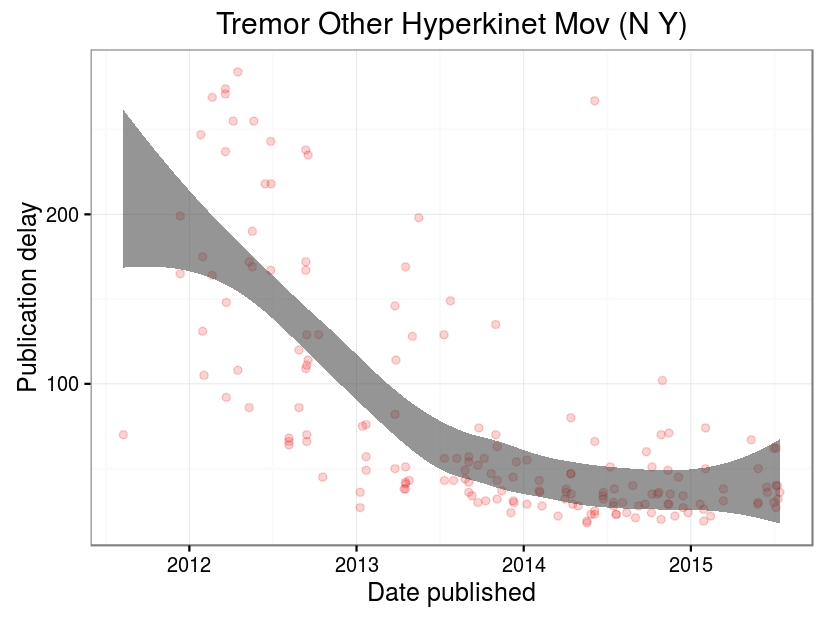 Tremor Other Hyperkinet Mov (N Y)
Publication delay
200
100
2012 2013 2014 2015
Date published